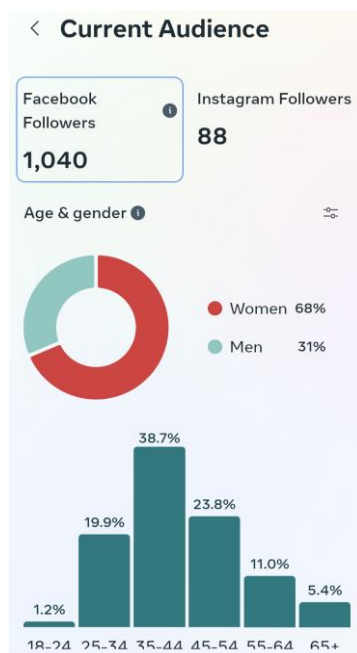 Current Audience
Facebook
Followers
1,040
Instagram Followers
88
Age & gender
Women 68%
Men 31%
38.7%
23.8%
19.9%
11.0%
5.4%
1.2%
18-24 25-34 35-44 45-54 55-64 65+